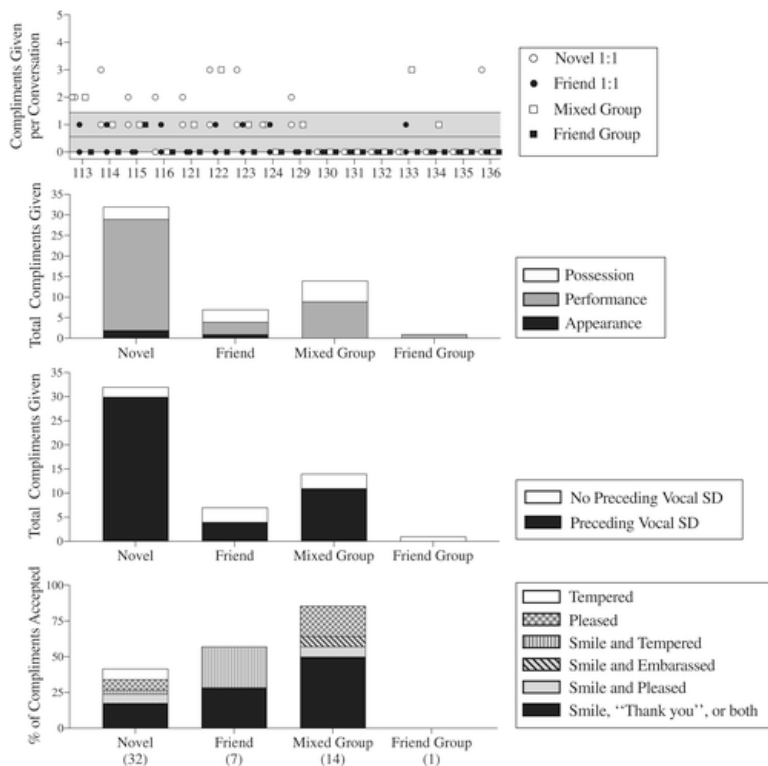 Compliments Given
per Conversation
5
4
3
2
1
0
113 114 115 116 121 122 123 124 129 130 131 132 133 134 135 136
Novel 1:1
Friend 1:1
Mixed Group
Friend Group
Total Compliments Given
35
30
25
20
15
10
5
0
Novel Friend Mixed Group Friend Group
Possession
Performance
Appearance
Total Compliments Given
35
30
25
20
15
10
5
0
Novel Friend Mixed Group Friend Group
No Preceding Vocal SD
Preceding Vocal SD
% of Compliments Accepted
100
75
50
25
0
Novel Friend Mixed Group Friend Group
(32) (7) (14) (1)
Tempered
Pleased
Smile and Tempered
Smile and Embarassed
Smile and Pleased
Smile, “Thank you”, or both